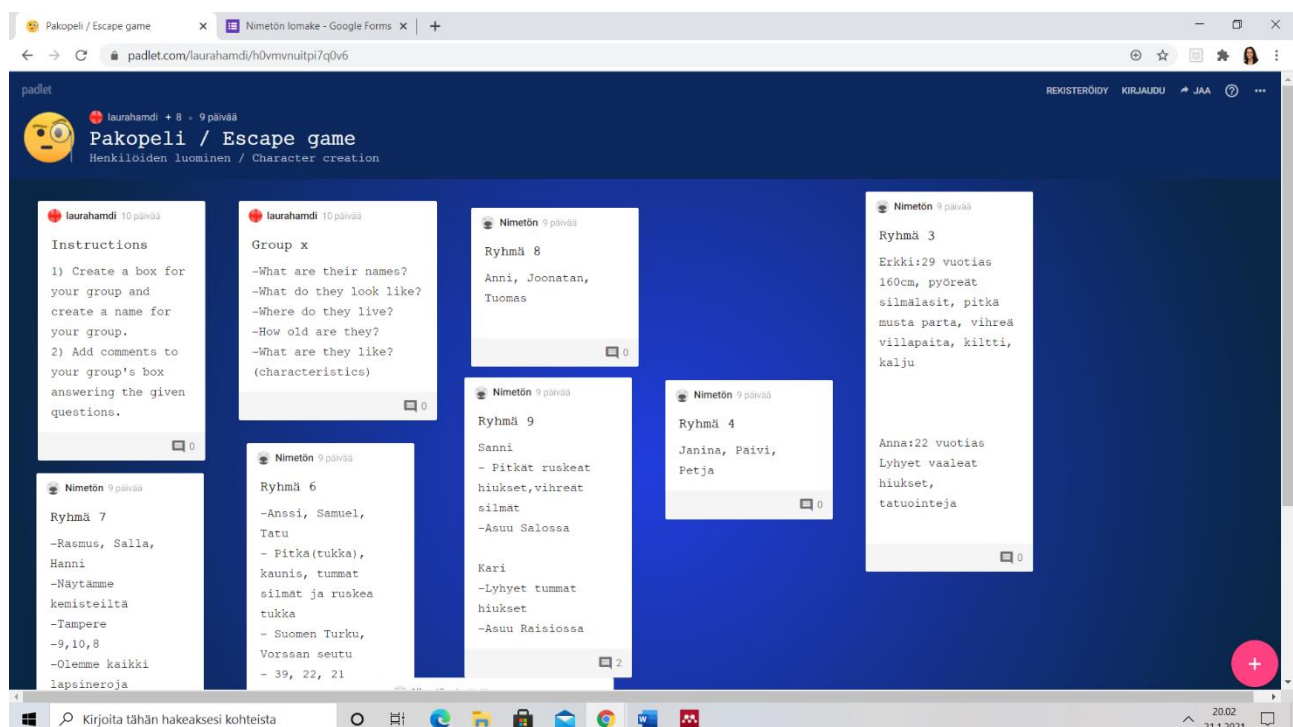 Pakopeli / Escape game
Nimetön lomake - Google Forms
padlet.com/laurahamdi/h0vmvnuitpi7q0v6
padlet
REKISTERÖIDY KIRJAUDU JAA
laurahamdi + 8 • 9 päivää
Pakopeli / Escape game
Henkilöiden luominen / Character creation
laurahamdi 10 päivää
Instructions
1) Create a box for
your group and
create a name for
your group.
2) Add comments to
your group's box
answering the given
questions.
0
laurahamdi 10 päivää
Group x
-What are their names?
-What do they look like?
-Where do they live?
-How old are they?
-What are they like?
(characteristics)
0
Nimetön 9 päivää
Ryhmä 8
Anni, Joonatan,
Tuomas
0
Nimetön 9 päivää
Ryhmä 3
Erkki:29 vuotias
160cm, pyöreät
silmälasit, pitkä
musta parta, vihreä
villapaita, kiltti,
kalju
Anna:22 vuotias
Lyhyet vaaleat
hiukset,
tatuointeja
0
Nimetön 9 päivää
Ryhmä 9
Sanni
- Pitkät ruskeat
hiukset,vihreät
silmät
-Asuu Salossa
Kari
-Lyhyet tummat
hiukset
-Asuu Raisiossa
2
Nimetön 9 päivää
Ryhmä 4
Janina, Päivi,
Petja
0
Nimetön 9 päivää
Ryhmä 7
-Rasmus, Salla,
Hanni
-Näytämme
kemisteiltä
-Tampere
-9,10,8
-Olemme kaikki
lapsineroja
Nimetön 9 päivää
Ryhmä 6
-Anssi, Samuel,
Tatu
- Pitkä(tukka),
kaunis, tummat
silmät ja ruskea
tukka
- Suomen Turku,
Vorssan seutu
- 39, 22, 21
Kirjoita tähän hakeaksesi kohteista
20.02
21.1.2021